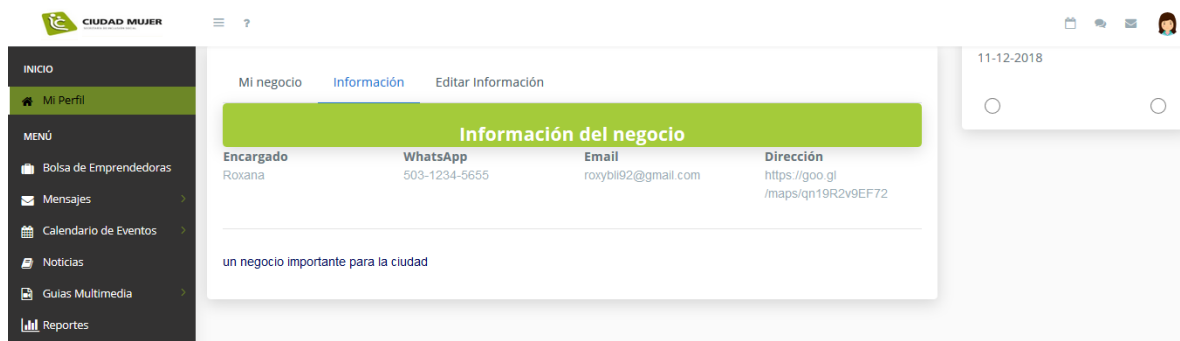 CIUDAD MUJER
?
INICIO
Mi Perfil
MENÚ
Bolsa de Emprendedoras
Mensajes
Calendario de Eventos
Noticias
Guias Multimedia
Reportes
Mi negocio Información Editar Información
Información del negocio
Encargado WhatsApp Email Dirección
Roxana 503-1234-5655 roxybli92@gmail.com https://goo.gl
/maps/qn19R2v9EF72
un negocio importante para la ciudad
11-12-2018